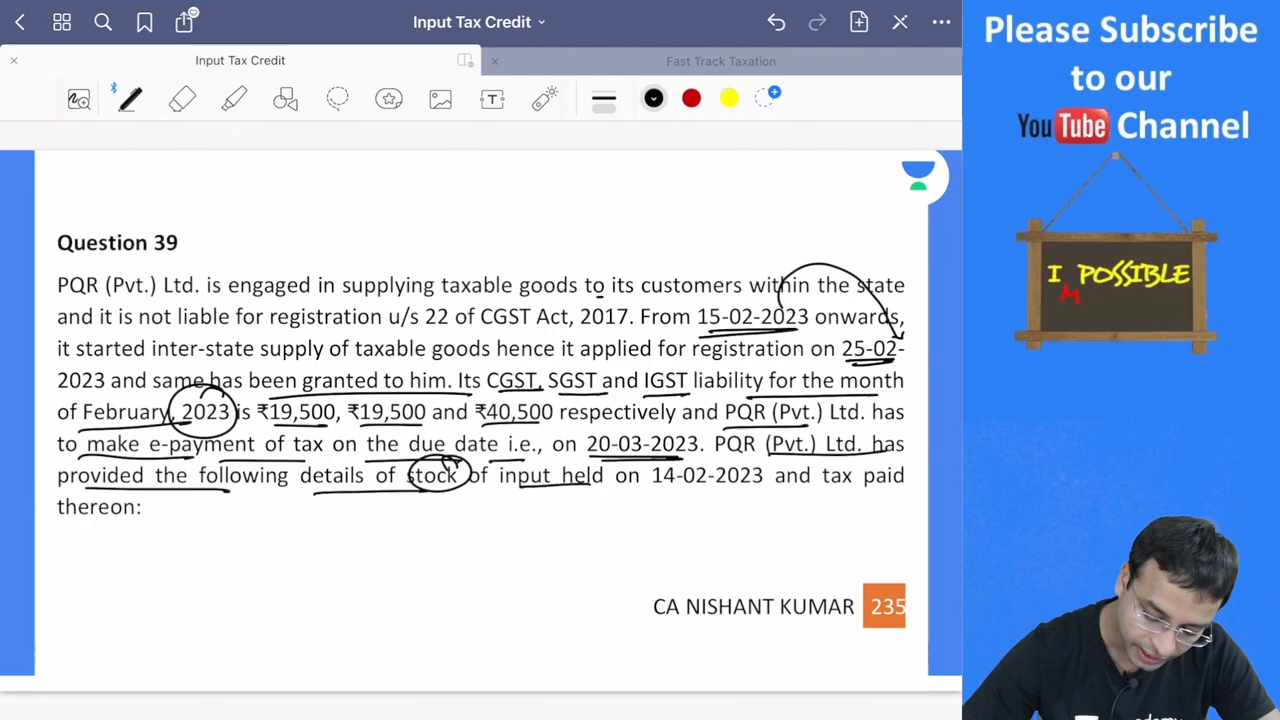 Input Tax Credit
Input Tax Credit
Fast Track Taxation
T
Please Subscribe
to our
YouTube Channel
I POSSIBLE
M
Question 39
PQR (Pvt.) Ltd. is engaged in supplying taxable goods to its customers within the state
and it is not liable for registration u/s 22 of CGST Act, 2017. From 15-02-2023 onwards,
it started inter-state supply of taxable goods hence it applied for registration on 25-02-
2023 and same has been granted to him. Its CGST, SGST and IGST liability for the month
of February, 2023 is ₹19,500, ₹19,500 and ₹40,500 respectively and PQR (Pvt.) Ltd. has
to make e-payment of tax on the due date i.e., on 20-03-2023. PQR (Pvt.) Ltd. has
provided the following details of stock of input held on 14-02-2023 and tax paid
thereon:
CA NISHANT KUMAR 235